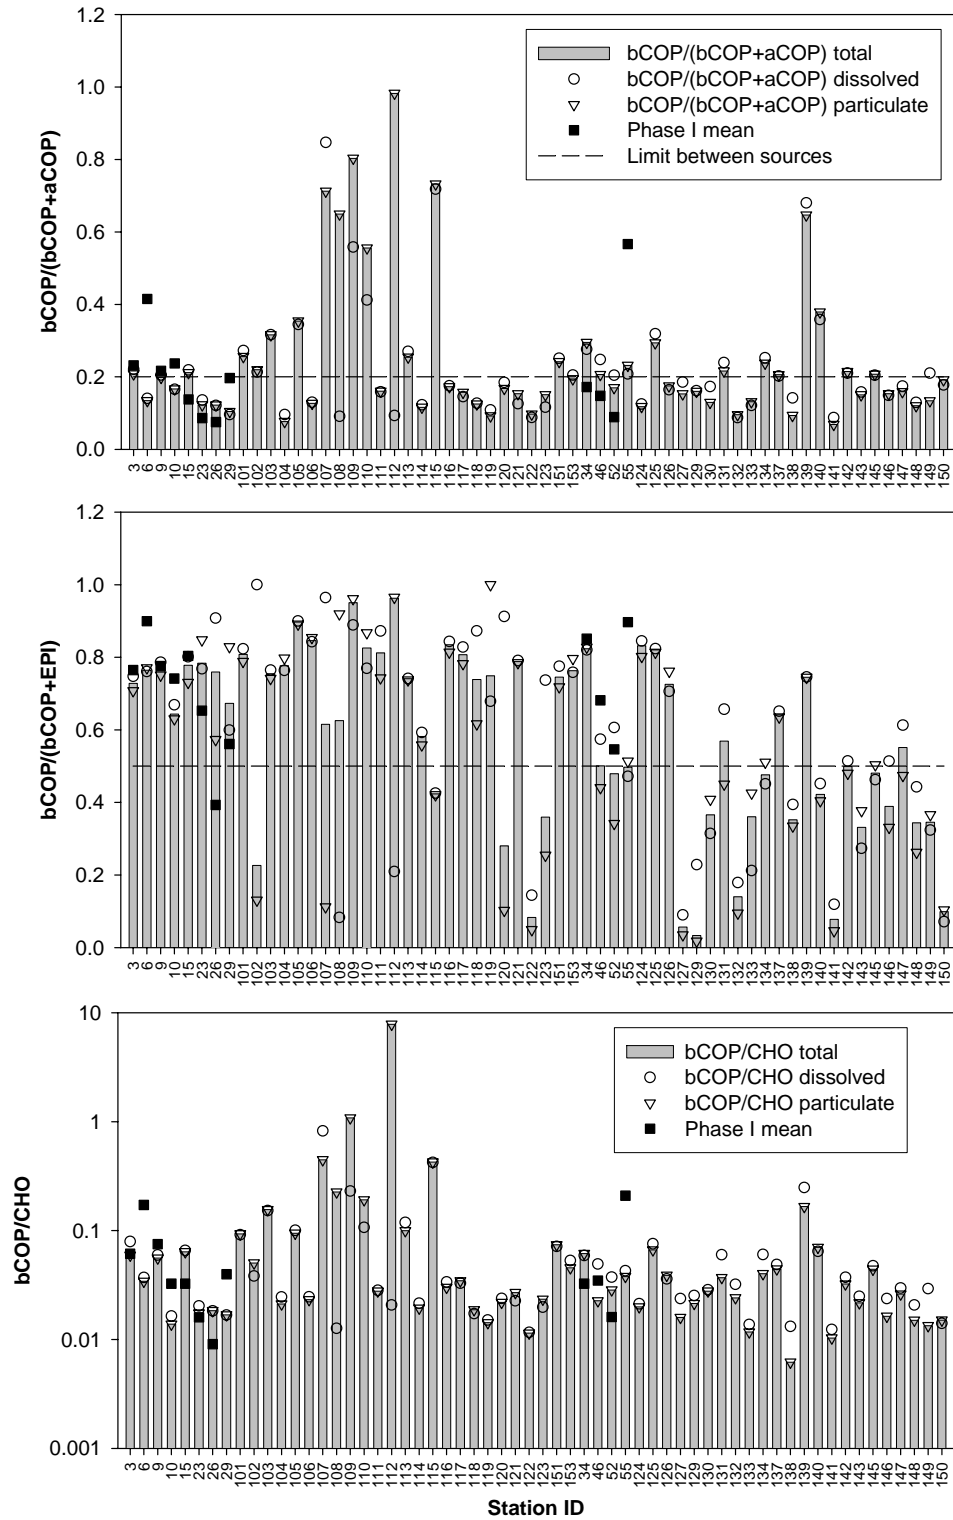 1.2
1.0
0.8
0.6
0.4
0.2
0.0
bCOP/(bCOP+aCOP)
bCOP/(bCOP+aCOP) total
bCOP/(bCOP+aCOP) dissolved
bCOP/(bCOP+aCOP) particulate
Phase I mean
Limit between sources
3 6 9 10 15 23 26 29 101 102 103 104 105 106 107 108 109 110 111 112 113 114 115 116 117 118 119 120 121 122 123 151 153 34 46 52 55 124 125 126 127 129 130 131 132 133 134 137 138 139 140 141 142 143 145 146 147 148 149 150
1.2
1.0
0.8
0.6
0.4
0.2
0.0
bCOP/(bCOP+EPI)
3 6 9 10 15 23 26 29 101 102 103 104 105 106 107 108 109 110 111 112 113 114 115 116 117 118 119 120 121 122 123 151 153 34 46 52 55 124 125 126 127 129 130 131 132 133 134 137 138 139 140 141 142 143 145 146 147 148 149 150
10
1
0.1
0.01
0.001
bCOP/CHO
bCOP/CHO total
bCOP/CHO dissolved
bCOP/CHO particulate
Phase I mean
3 6 9 10 15 23 26 29 101 102 103 104 105 106 107 108 109 110 111 112 113 114 115 116 117 118 119 120 121 122 123 151 153 34 46 52 55 124 125 126 127 129 130 131 132 133 134 137 138 139 140 141 142 143 145 146 147 148 149 150
Station ID